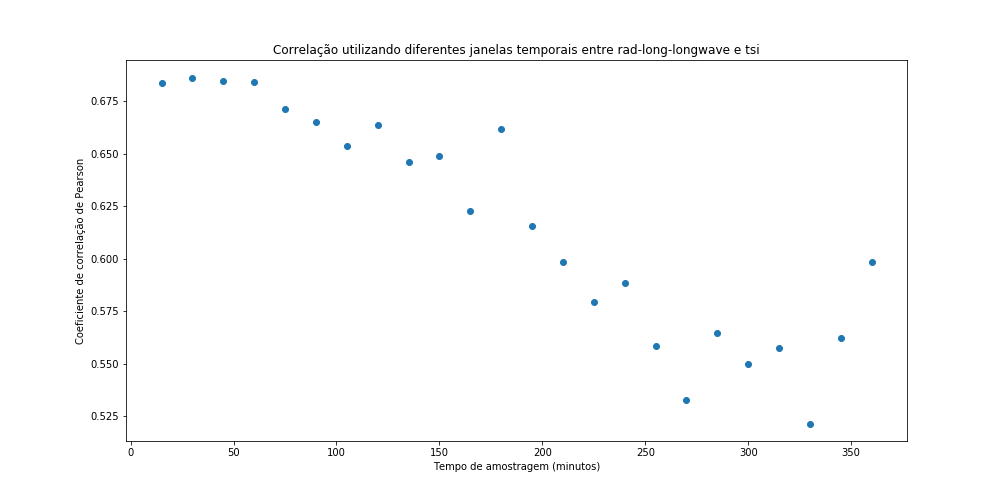 Correlação utilizando diferentes janelas temporais entre rad-long-longwave e tsi
Coeficiente de correlação de Pearson
0.675
0.650
0.625
0.600
0.575
0.550
0.525
0 50 100 150 200 250 300 350
Tempo de amostragem (minutos)